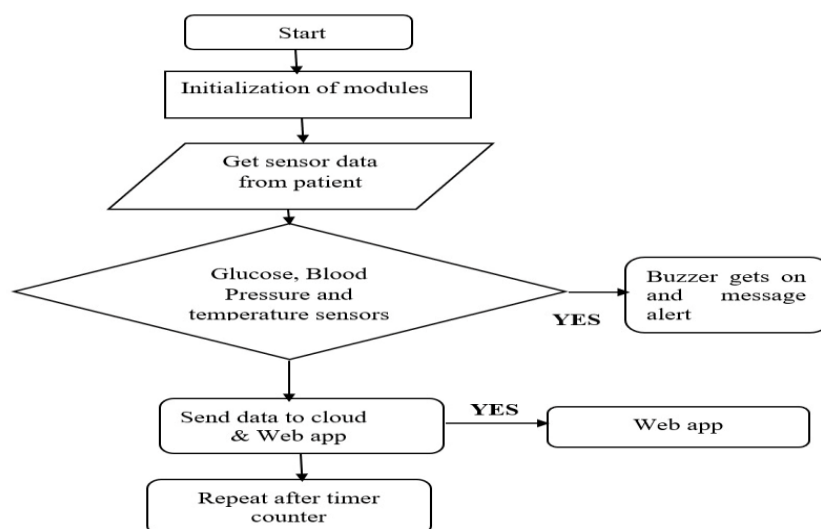 Start
Initialization of modules
Get sensor data
from patient
Glucose, Blood
Pressure and
temperature sensors
Buzzer gets on
and message
alert
YES
Send data to cloud
& Web app
YES
Web app
Repeat after timer
counter